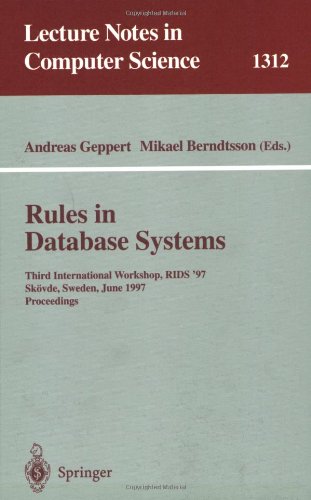 Lecture Notes in
Computer Science 1312
Andreas Geppert Mikael Berndtsson (Eds.)
Rules in
Database Systems
Third International Workshop, RIDS '97
Skövde, Sweden, June 1997
Proceedings
Springer